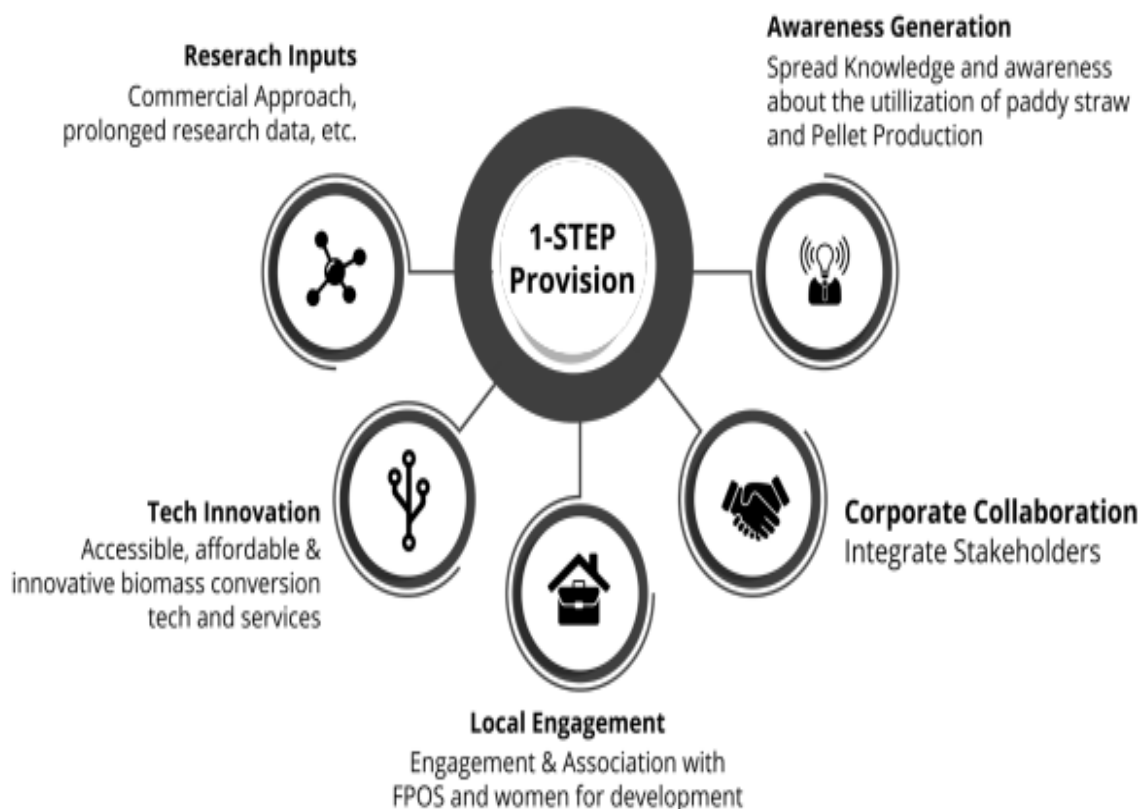 Reserach Inputs
Commercial Approach,
prolonged research data, etc.
Awareness Generation
Spread Knowledge and awareness
about the utillization of paddy straw
and Pellet Production
1-STEP
Provision
Tech Innovation
Accessible, affordable &
innovative biomass conversion
tech and services
Corporate Collaboration
Integrate Stakeholders
Local Engagement
Engagement & Association with
FPOS and women for development